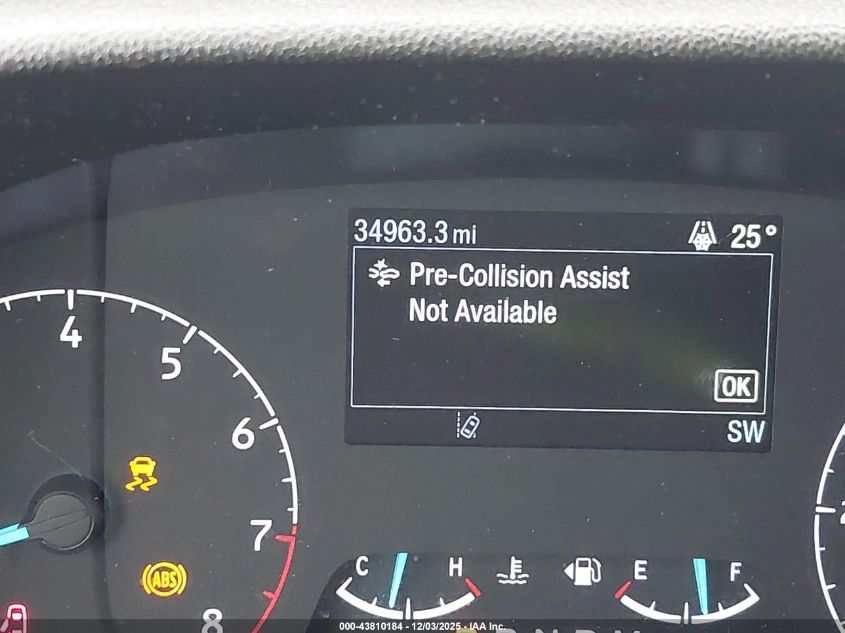 34963.3 mi
25°
Pre-Collision Assist
Not Available
OK
SW
4
5
6
7
8
ABS
C
H
E
F
000-43810184 - 12/03/2025 - IAA Inc.